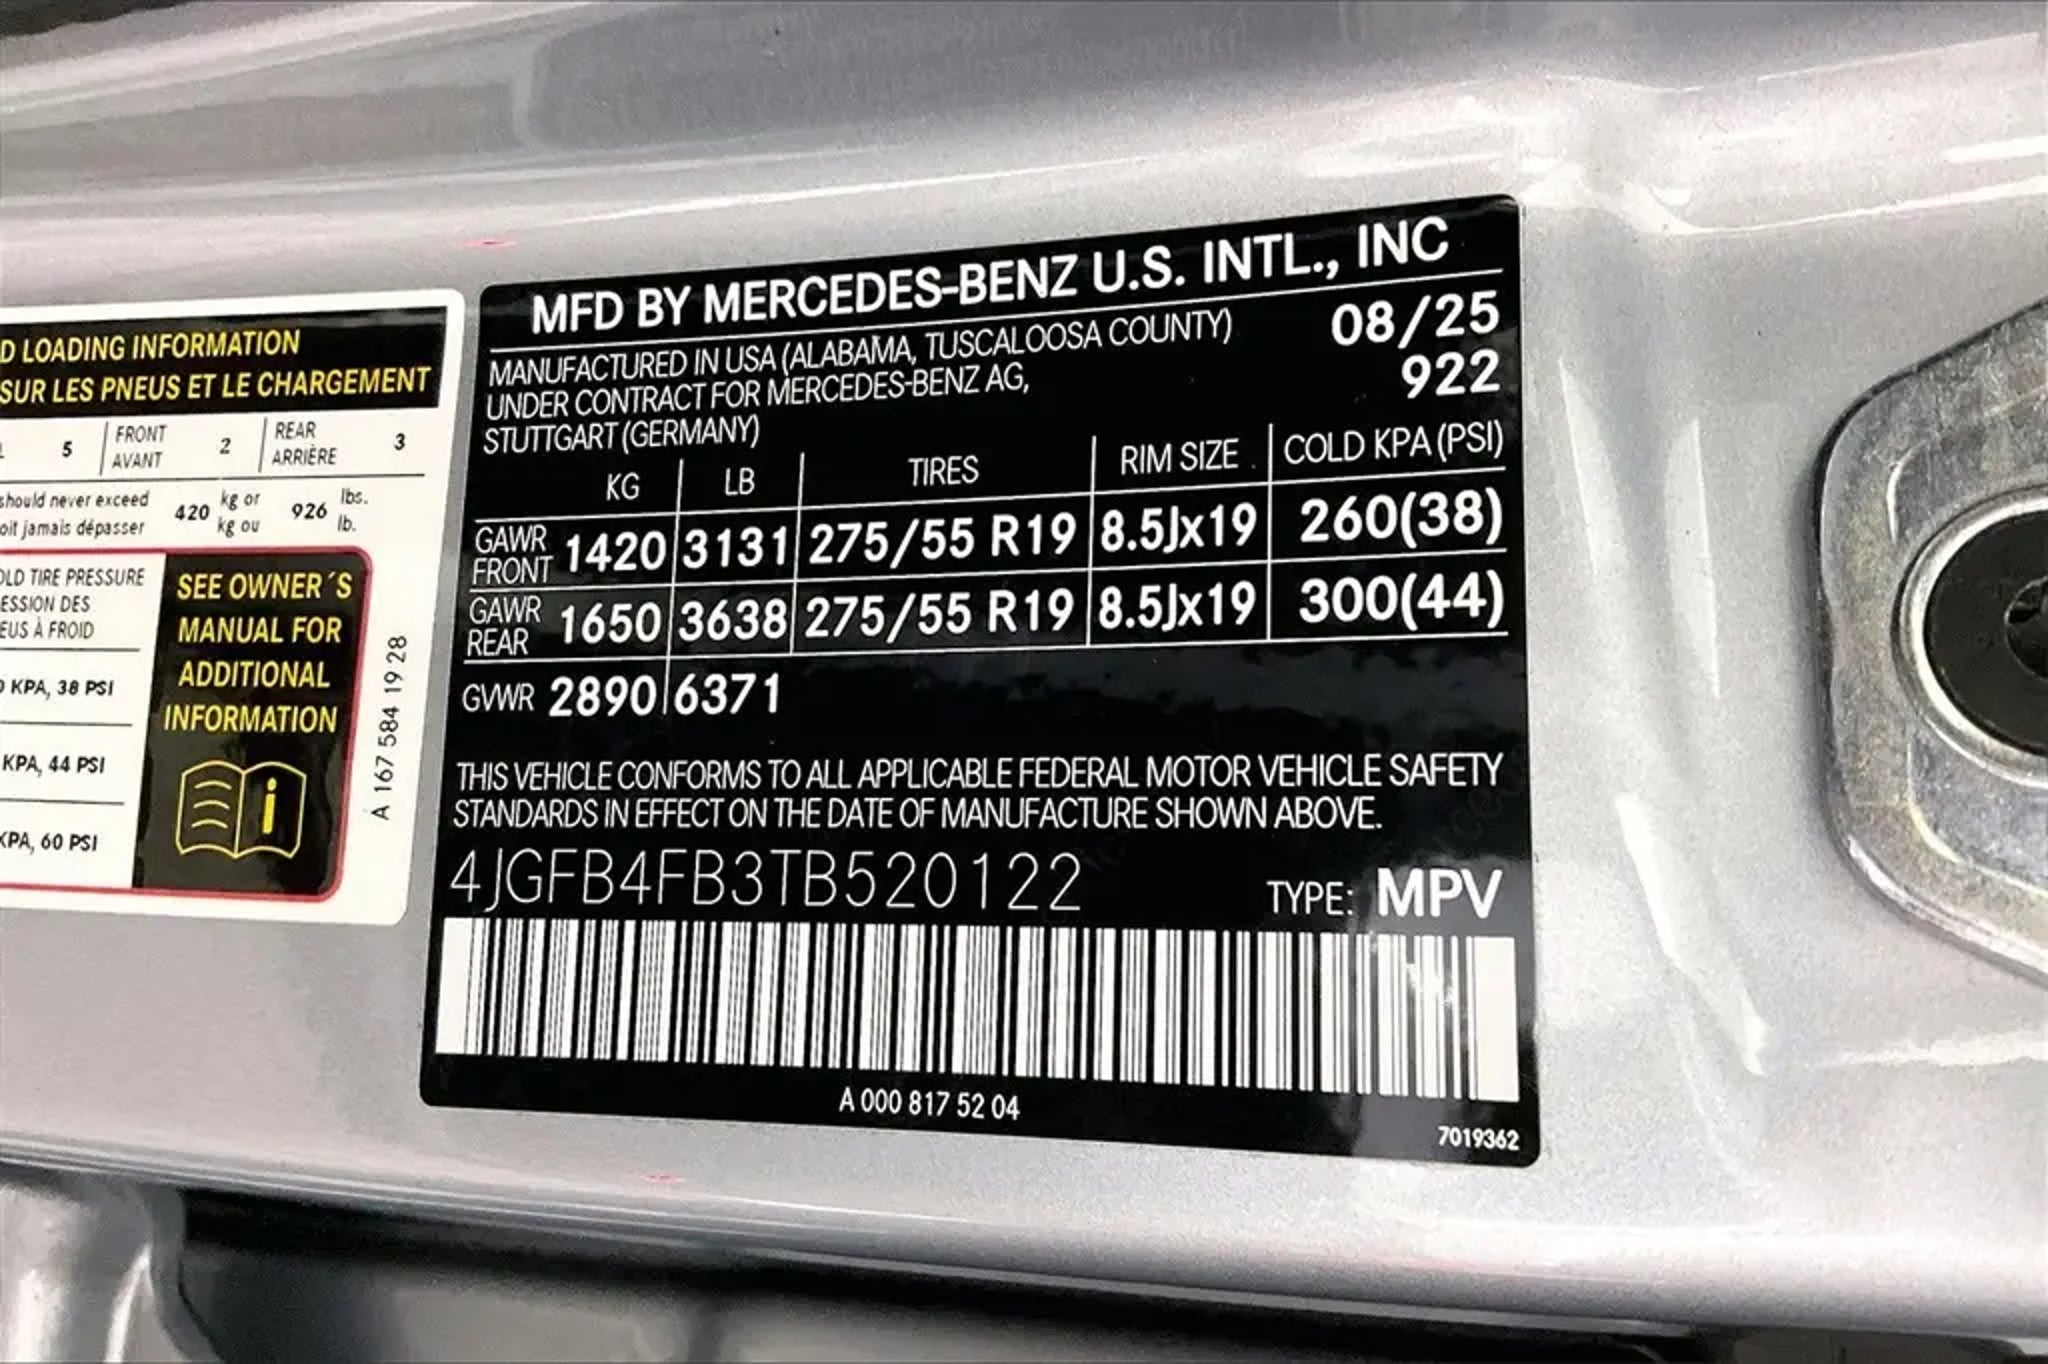 D LOADING INFORMATION
SUR LES PNEUS ET LE CHARGEMENT
5 FRONT AVANT 2 REAR ARRIÈRE 3
should never exceed 420 kg or 926 lbs.
oit jamais dépasser kg ou lb.
OLD TIRE PRESSURE
ESSION DES
EUS À FROID
KPA, 38 PSI
KPA, 44 PSI
KPA, 60 PSI
SEE OWNER´S
MANUAL FOR
ADDITIONAL
INFORMATION
A 167 584 19 28
MFD BY MERCEDES-BENZ U.S. INTL., INC
MANUFACTURED IN USA (ALABAMA, TUSCALOOSA COUNTY) 08/25
UNDER CONTRACT FOR MERCEDES-BENZ AG, 922
STUTTGART (GERMANY)
KG LB TIRES RIM SIZE COLD KPA (PSI)
GAWR FRONT 1420 3131 275/55 R19 8.5Jx19 260(38)
GAWR REAR 1650 3638 275/55 R19 8.5Jx19 300(44)
GVWR 2890 6371
THIS VEHICLE CONFORMS TO ALL APPLICABLE FEDERAL MOTOR VEHICLE SAFETY
STANDARDS IN EFFECT ON THE DATE OF MANUFACTURE SHOWN ABOVE.
4JGFB4FB3TB520122 TYPE: MPV
A 000 817 52 04
7019362